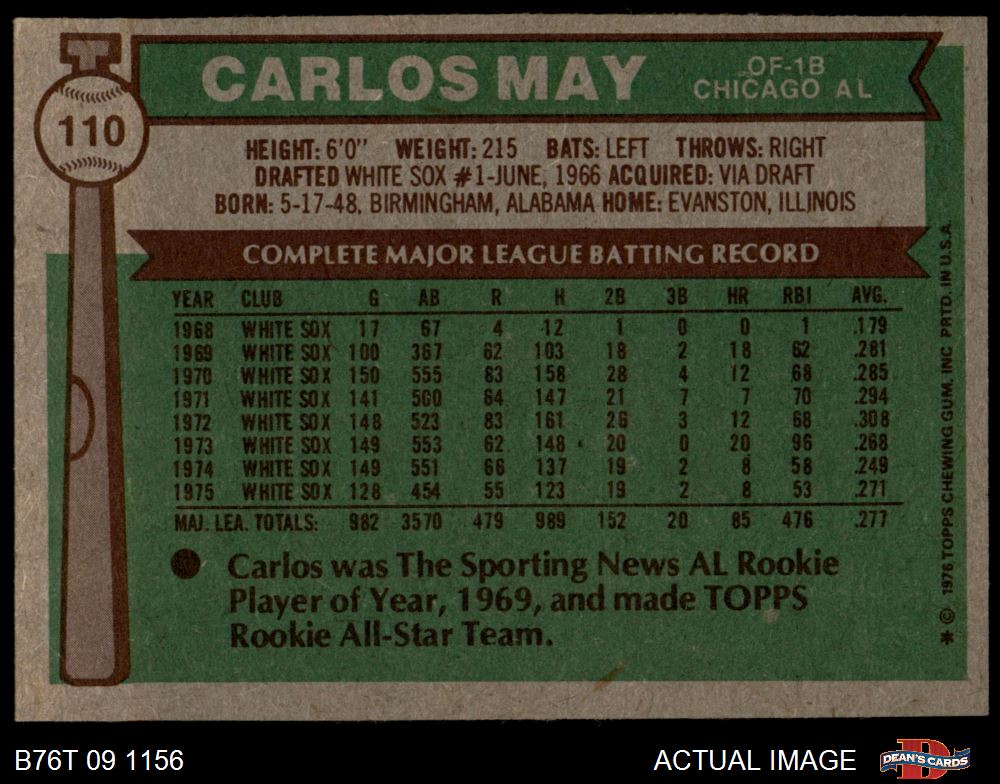 110
CARLOS MAY
OF-1B
CHICAGO AL
HEIGHT: 6'0" WEIGHT: 215 BATS: LEFT THROWS: RIGHT
DRAFTED WHITE SOX #1-JUNE, 1966 ACQUIRED: VIA DRAFT
BORN: 5-17-48, BIRMINGHAM, ALABAMA HOME: EVANSTON, ILLINOIS
COMPLETE MAJOR LEAGUE BATTING RECORD
YEAR CLUB G AB R H 2B 3B HR RBI AVG.
1968 WHITE SOX 17 67 4 12 1 0 0 1 .179
1969 WHITE SOX 100 367 62 103 18 2 18 62 .281
1970 WHITE SOX 150 555 83 158 28 4 12 68 .285
1971 WHITE SOX 141 500 64 147 21 7 7 70 .294
1972 WHITE SOX 148 523 83 161 26 3 12 68 .308
1973 WHITE SOX 149 553 62 148 20 0 20 96 .268
1974 WHITE SOX 149 551 66 137 19 2 8 58 .249
1975 WHITE SOX 128 454 55 123 19 2 8 53 .271
MAJ. LEA. TOTALS: 982 3570 479 989 152 20 85 476 .277
● Carlos was The Sporting News AL Rookie
Player of Year, 1969, and made TOPPS
Rookie All-Star Team.
* © 1976 TOPPS CHEWING GUM, INC PRTD. IN U.S.A.
B76T 09 1156
ACTUAL IMAGE
DEAN'S CARDS